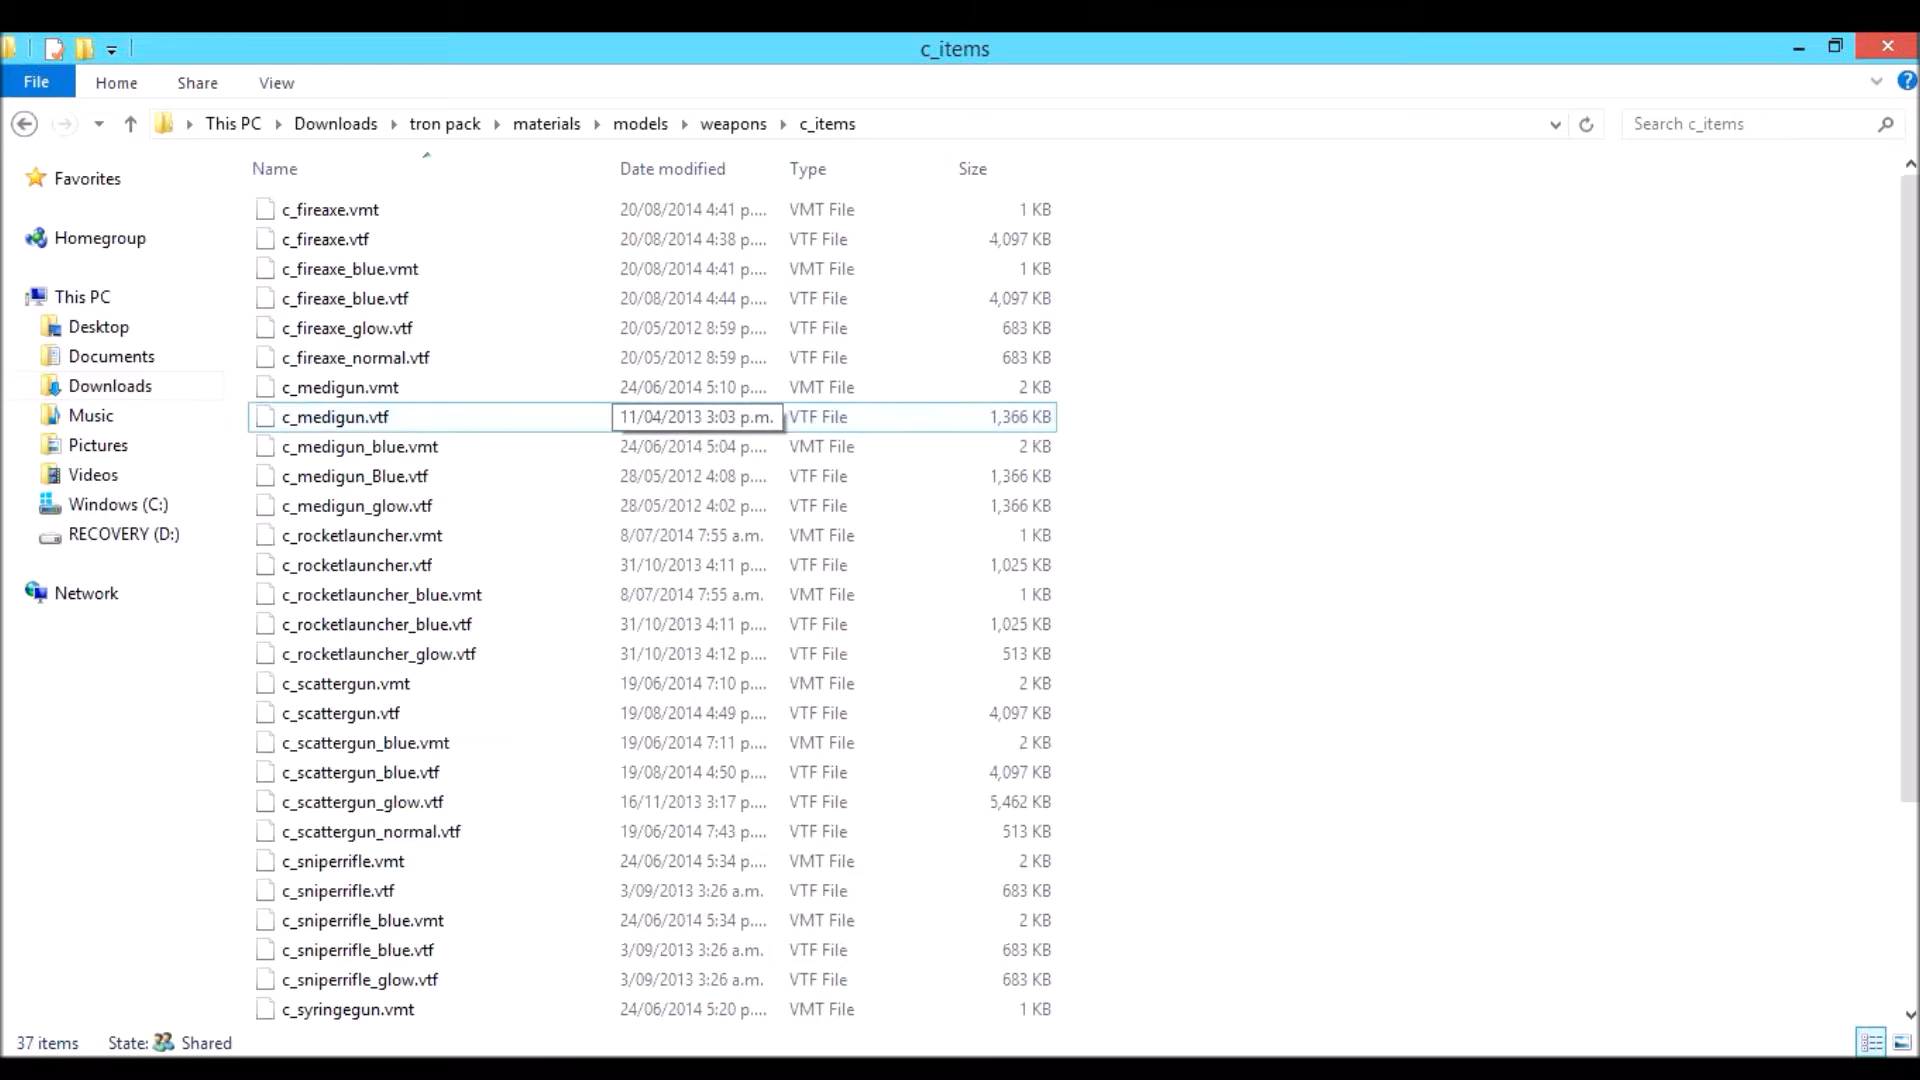 c_items
File Home Share View
This PC Downloads tron pack materials models weapons c_items Search c_items
Name Date modified Type Size
Favorites
Homegroup
This PC
Desktop
Documents
Downloads
Music
Pictures
Videos
Windows (C:)
RECOVERY (D:)
Network
c_fireaxe.vmt 20/08/2014 4:41 p.... VMT File 1 KB
c_fireaxe.vtf 20/08/2014 4:38 p.... VTF File 4,097 KB
c_fireaxe_blue.vmt 20/08/2014 4:41 p.... VMT File 1 KB
c_fireaxe_blue.vtf 20/08/2014 4:44 p.... VTF File 4,097 KB
c_fireaxe_glow.vtf 20/05/2012 8:59 p.... VTF File 683 KB
c_fireaxe_normal.vtf 20/05/2012 8:59 p.... VTF File 683 KB
c_medigun.vmt 24/06/2014 5:10 p.... VMT File 2 KB
c_medigun.vtf 11/04/2013 3:03 p.m. VTF File 1,366 KB
c_medigun_blue.vmt 24/06/2014 5:04 p.... VMT File 2 KB
c_medigun_Blue.vtf 28/05/2012 4:08 p.... VTF File 1,366 KB
c_medigun_glow.vtf 28/05/2012 4:02 p.... VTF File 1,366 KB
c_rocketlauncher.vmt 8/07/2014 7:55 a.m. VMT File 1 KB
c_rocketlauncher.vtf 31/10/2013 4:11 p.... VTF File 1,025 KB
c_rocketlauncher_blue.vmt 8/07/2014 7:55 a.m. VMT File 1 KB
c_rocketlauncher_blue.vtf 31/10/2013 4:11 p.... VTF File 1,025 KB
c_rocketlauncher_glow.vtf 31/10/2013 4:12 p.... VTF File 513 KB
c_scattergun.vmt 19/06/2014 7:10 p.... VMT File 2 KB
c_scattergun.vtf 19/08/2014 4:49 p.... VTF File 4,097 KB
c_scattergun_blue.vmt 19/06/2014 7:11 p.... VMT File 2 KB
c_scattergun_blue.vtf 19/08/2014 4:50 p.... VTF File 4,097 KB
c_scattergun_glow.vtf 16/11/2013 3:17 p.... VTF File 5,462 KB
c_scattergun_normal.vtf 19/06/2014 7:43 p.... VTF File 513 KB
c_sniperrifle.vmt 24/06/2014 5:34 p.... VMT File 2 KB
c_sniperrifle.vtf 3/09/2013 3:26 a.m. VTF File 683 KB
c_sniperrifle_blue.vmt 24/06/2014 5:34 p.... VMT File 2 KB
c_sniperrifle_blue.vtf 3/09/2013 3:26 a.m. VTF File 683 KB
c_sniperrifle_glow.vtf 3/09/2013 3:26 a.m. VTF File 683 KB
c_syringegun.vmt 24/06/2014 5:20 p.... VMT File 1 KB
37 items State: Shared